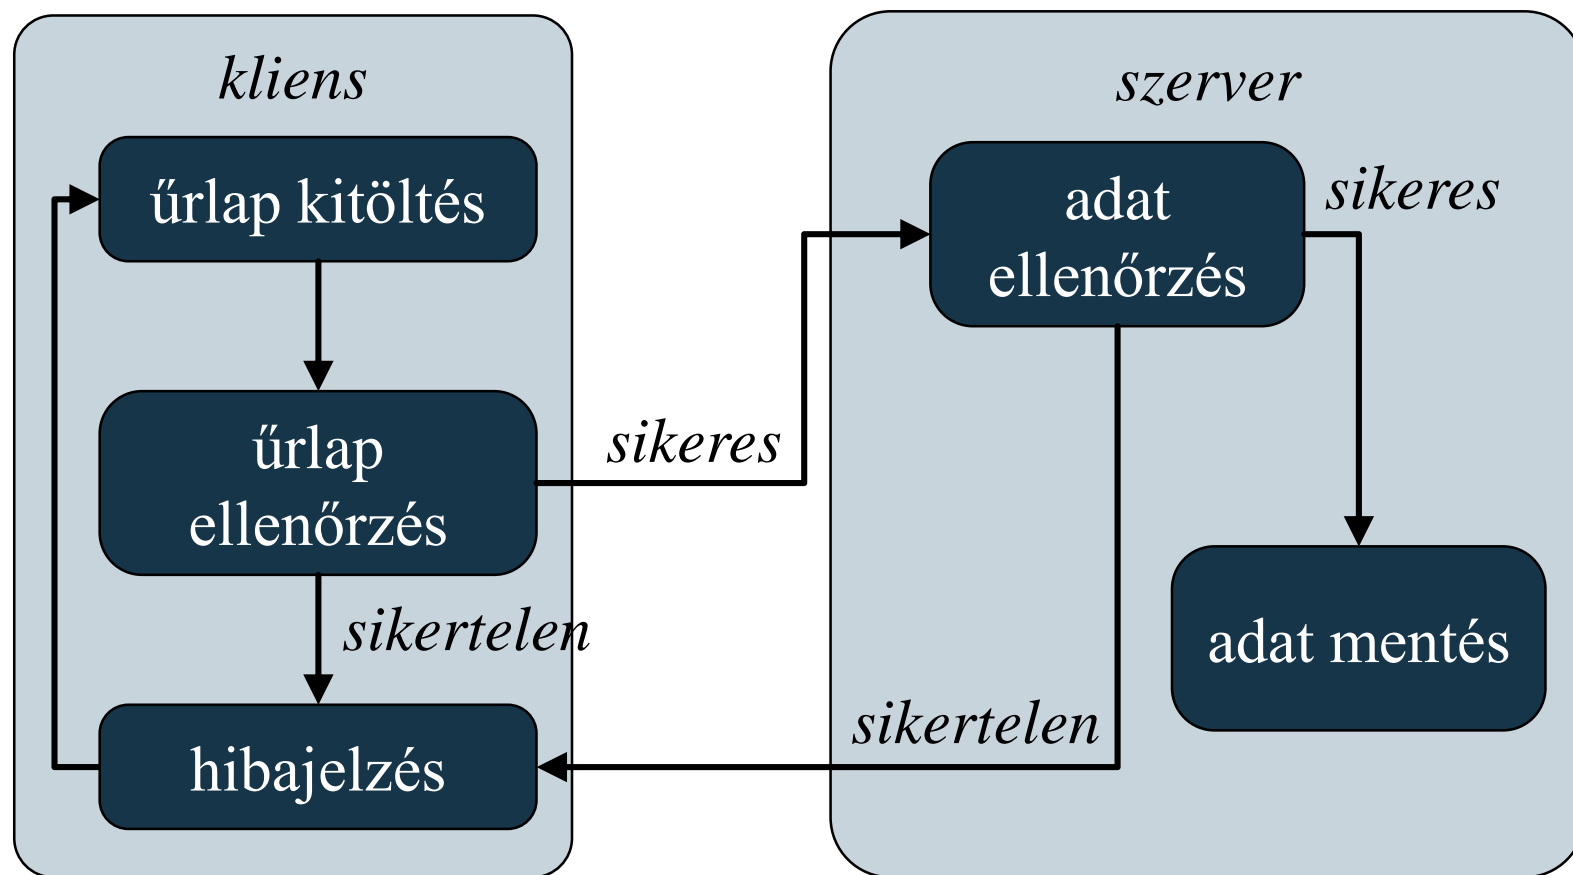 kliens
űrlap kitöltés
űrlap
ellenőrzés
sikertelen
hibajelzés
sikeres
szerver
adat
ellenőrzés
sikeres
adat mentés
sikertelen